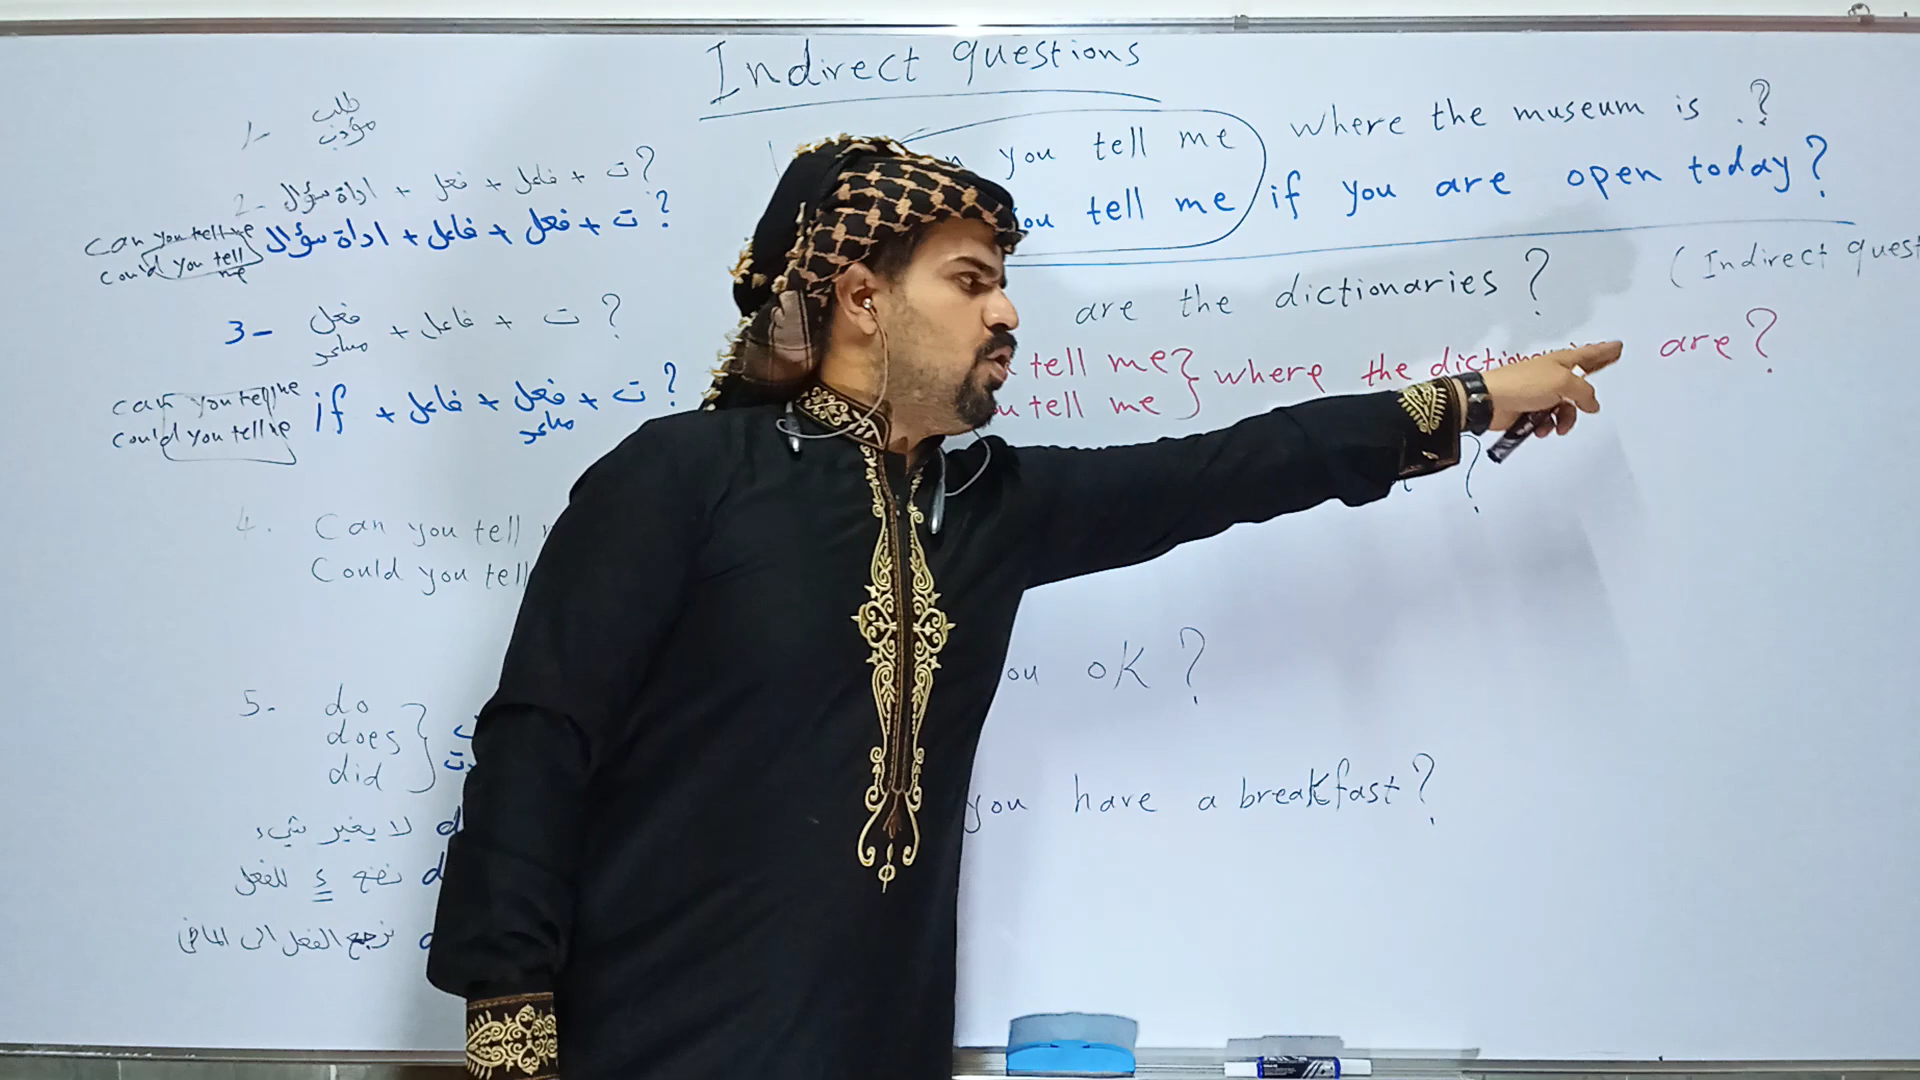 Indirect questions
1- طلب
مؤدب
2- اداة سؤال + فعل + فاعل + ت ?
can you tell me
could you tell me
اداة سؤال + فاعل + فعل + ت ?
3- فعل مساعد + فاعل + ت ?
can you tell me
could you tell me
if + فاعل + فعل مساعد + ت ?
4. Can you tell
Could you tell
5- do
does
did
لا يغير شيء
نضع s للفعل
نرجع الفعل الى الماضي
you tell me where the museum is .?
you tell me if you are open today?
are the dictionaries ?
(Indirect quest
tell me where the dictionaries are?
tell me
?
ou ok ?
you have a breakfast?